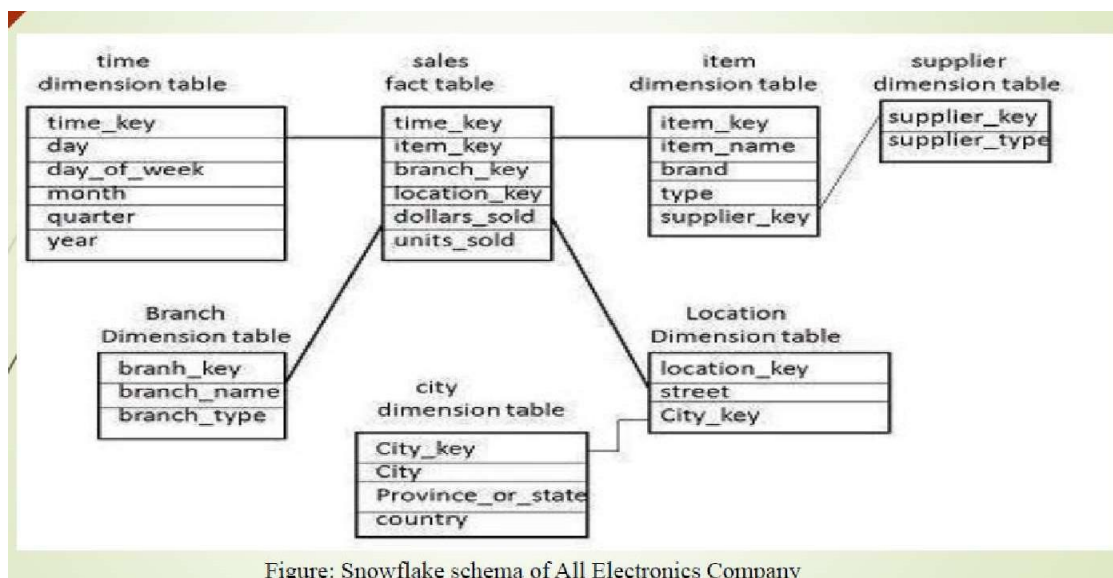 time
dimension table
time_key
day
day_of_week
month
quarter
year
sales
fact table
time_key
item_key
branch_key
location_key
dollars_sold
units_sold
item
dimension table
item_key
item_name
brand
type
supplier_key
supplier
dimension table
supplier_key
supplier_type
Branch
Dimension table
branh_key
branch_name
branch_type
city
dimension table
City_key
City
Province_or_state
country
Location
Dimension table
location_key
street
City_key
Figure: Snowflake schema of All Electronics Company